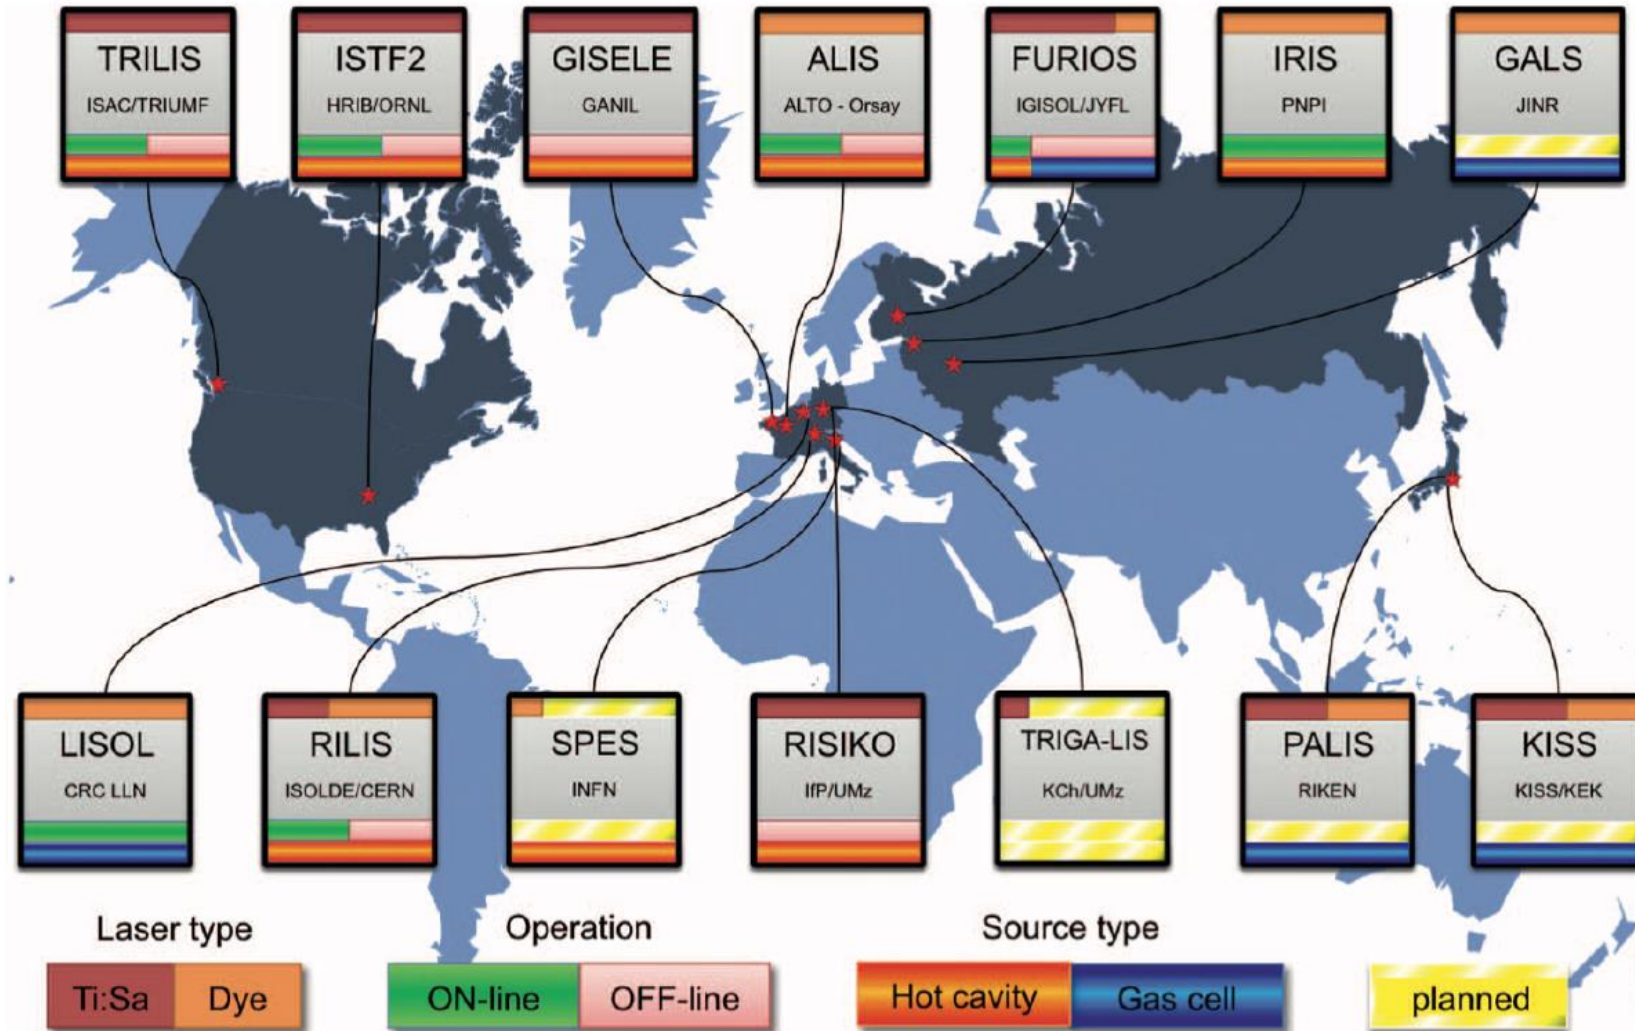 TRILIS
ISAC/TRIUMF
ISTF2
HRIB/ORNL
GISELE
GANIL
ALIS
ALTO - Orsay
FURIOS
IGISOL/JYFL
IRIS
PNPI
GALS
JINR
LISOL
CRC LLN
RILIS
ISOLDE/CERN
SPES
INFN
RISIKO
IfP/UMz
TRIGA-LIS
KCh/UMz
PALIS
RIKEN
KISS
KISS/KEK
Laser type
Operation
Source type
Ti:Sa
Dye
ON-line
OFF-line
Hot cavity
Gas cell
planned